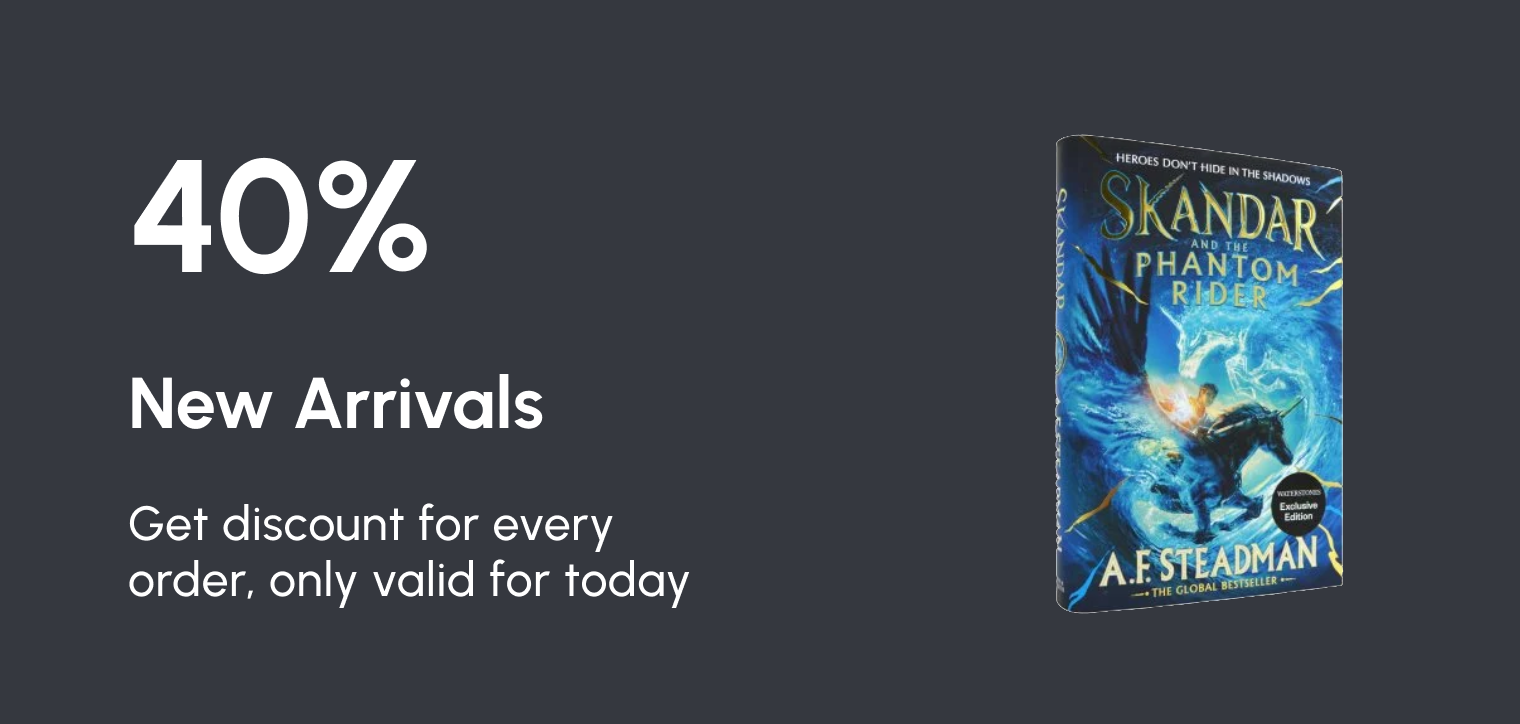 40%
New Arrivals
Get discount for every
order, only valid for today
HEROES DON'T HIDE IN THE SHADOWS
SKANDAR
AND THE
PHANTOM
RIDER
SKANDAR
WATERSTONES
Exclusive
Edition
A.F. STEADMAN
THE GLOBAL BESTSELLER